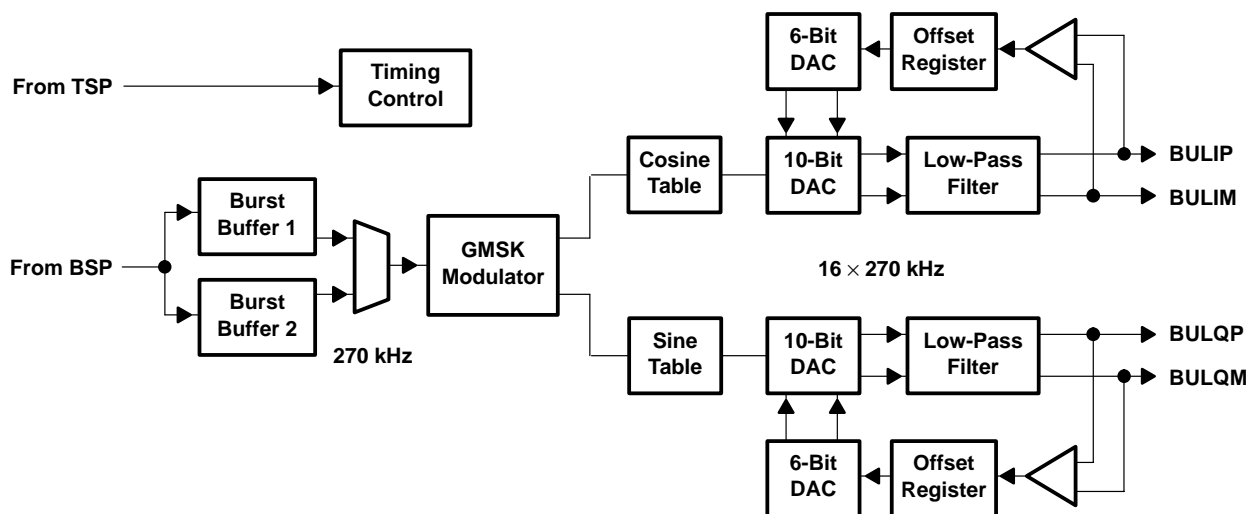 6-Bit
DAC
Offset
Register
From TSP
Timing
Control
Cosine
Table
10-Bit
DAC
Low-Pass
Filter
BULIP
BULIM
Burst
Buffer 1
GMSK
Modulator
From BSP
16 × 270 kHz
Burst
Buffer 2
270 kHz
Sine
Table
10-Bit
DAC
Low-Pass
Filter
BULQP
BULQM
6-Bit
DAC
Offset
Register